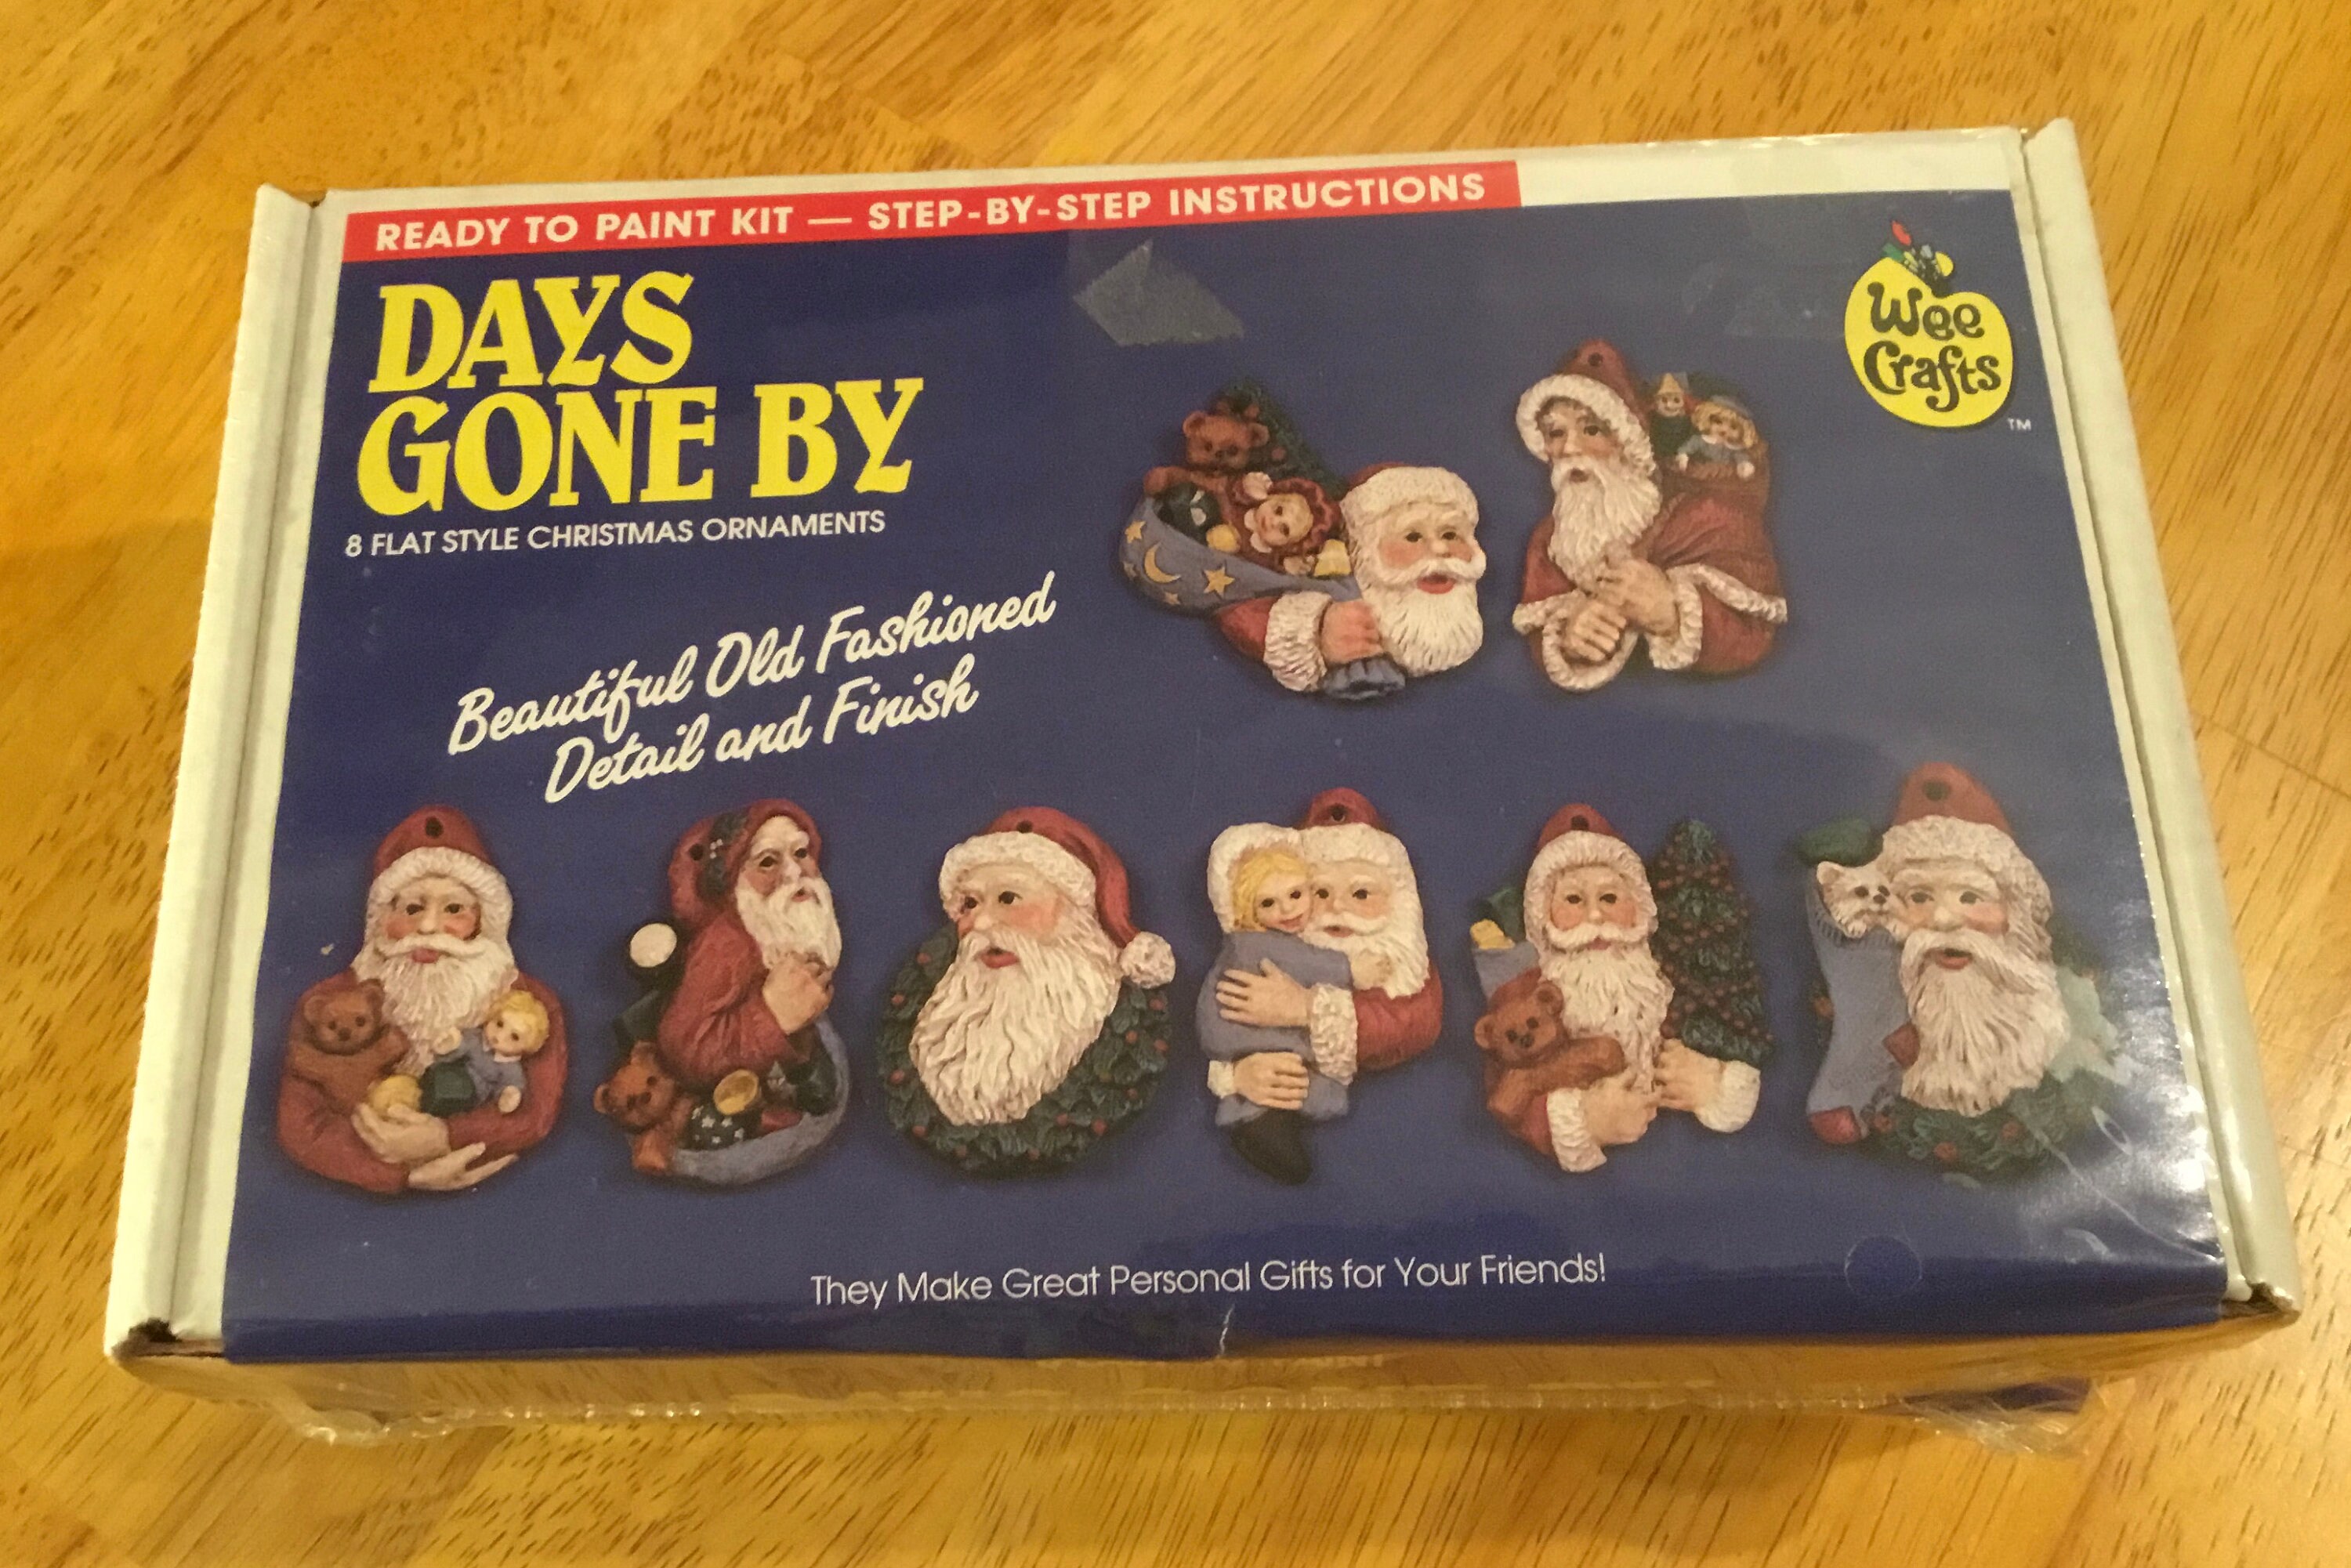 READY TO PAINT KIT — STEP-BY-STEP INSTRUCTIONS
DAYS
GONE BY
8 FLAT STYLE CHRISTMAS ORNAMENTS
Beautiful Old Fashioned
Detail and Finish
Wee
Crafts
TM
They Make Great Personal Gifts for Your Friends!